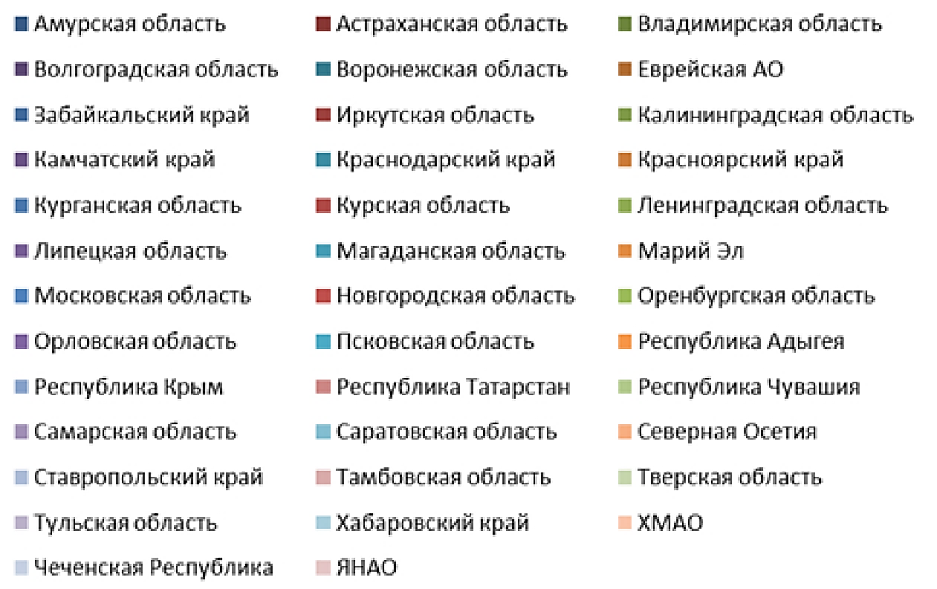 Амурская область Астраханская область Владимирская область
Волгоградская область Воронежская область Еврейская АО
Забайкальский край Иркутская область Калининградская область
Камчатский край Краснодарский край Красноярский край
Курганская область Курская область Ленинградская область
Липецкая область Магаданская область Марий Эл
Московская область Новгородская область Оренбургская область
Орловская область Псковская область Республика Адыгея
Республика Крым Республика Татарстан Республика Чувашия
Самарская область Саратовская область Северная Осетия
Ставропольский край Тамбовская область Тверская область
Тульская область Хабаровский край ХМАО
Чеченская Республика ЯНАО